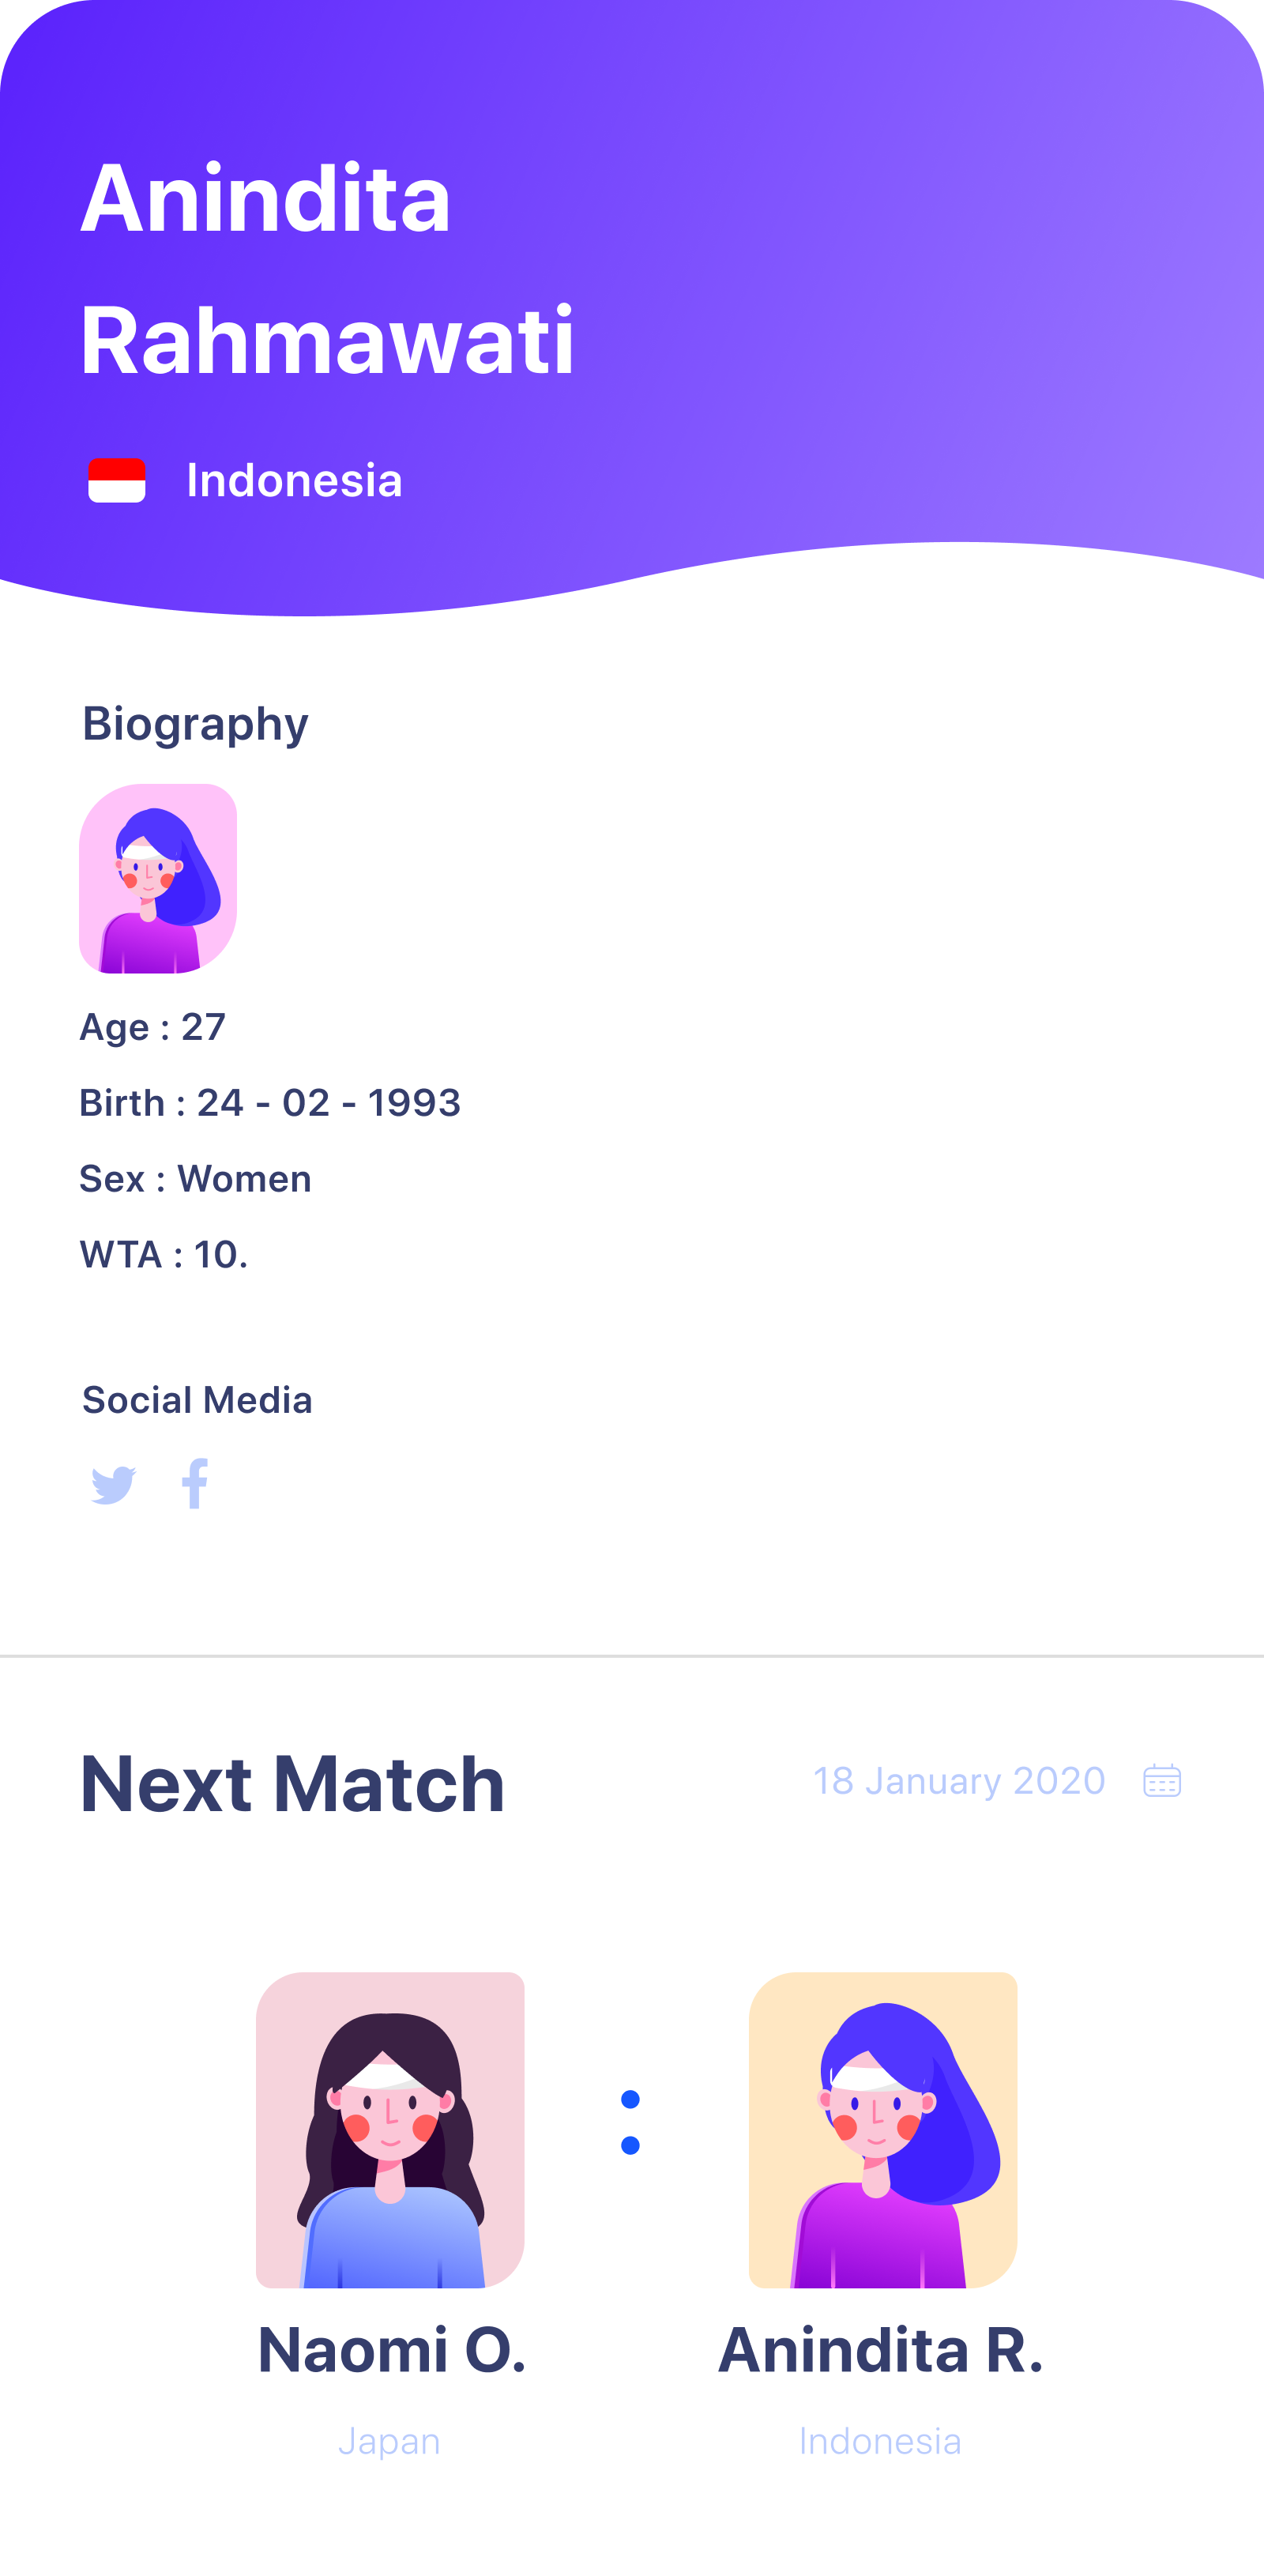 Anindita
Rahmawati
Indonesia
Biography
Age : 27
Birth : 24 - 02 - 1993
Sex : Women
WTA : 10.
Social Media
Next Match
18 January 2020
:
Naomi O.
Anindita R.
Japan
Indonesia